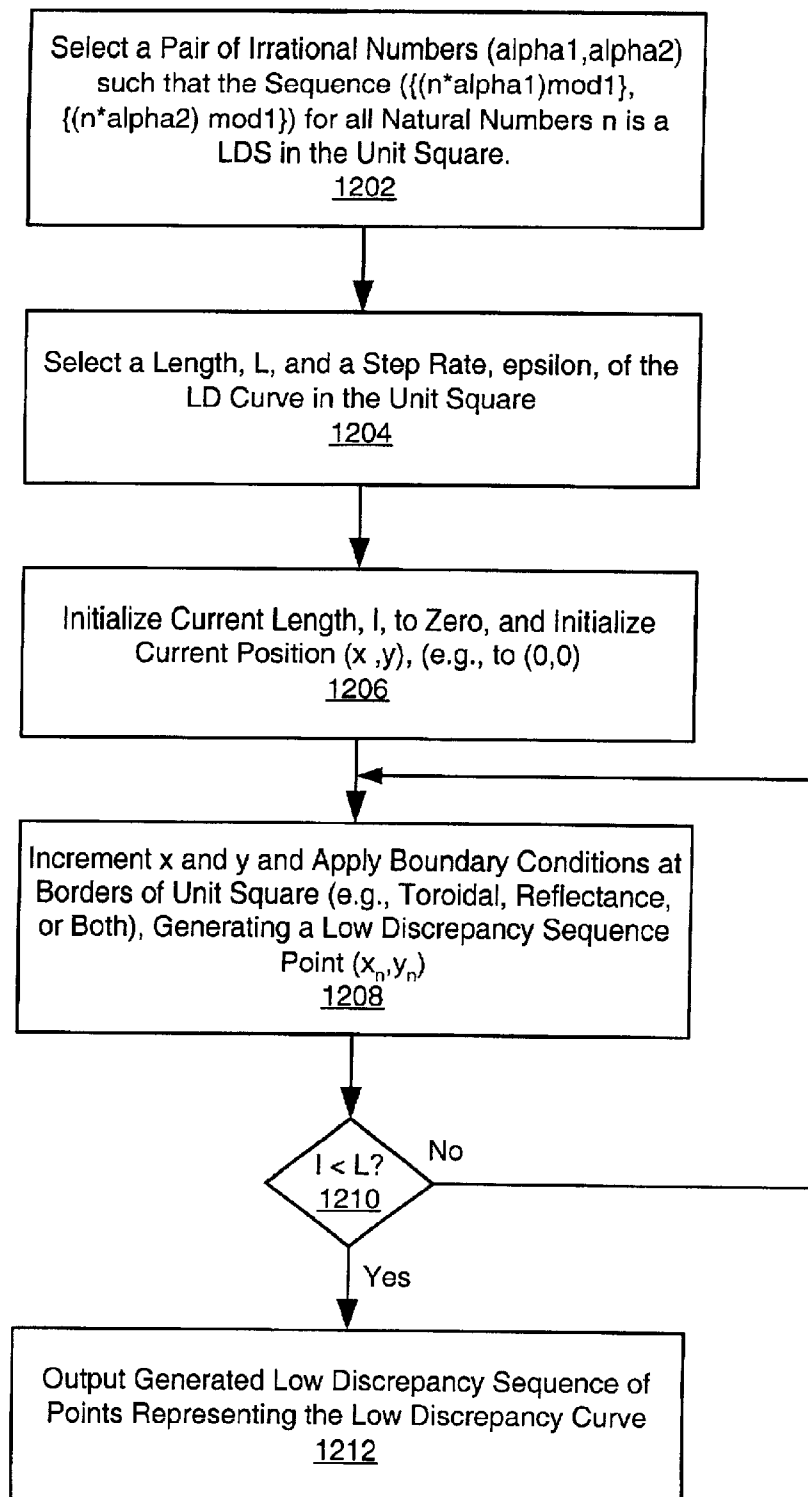 Select a Pair of Irrational Numbers (alpha1,alpha2)
such that the Sequence ({(n*alpha1)mod1},
{(n*alpha2) mod1}) for all Natural Numbers n is a
LDS in the Unit Square.
1202
Select a Length, L, and a Step Rate, epsilon, of the
LD Curve in the Unit Square
1204
Initialize Current Length, l, to Zero, and Initialize
Current Position (x ,y), (e.g., to (0,0)
1206
Increment x and y and Apply Boundary Conditions at
Borders of Unit Square (e.g., Toroidal, Reflectance,
or Both), Generating a Low Discrepancy Sequence
Point (xₙ,yₙ)
1208
l < L?
1210
No
Yes
Output Generated Low Discrepancy Sequence of
Points Representing the Low Discrepancy Curve
1212